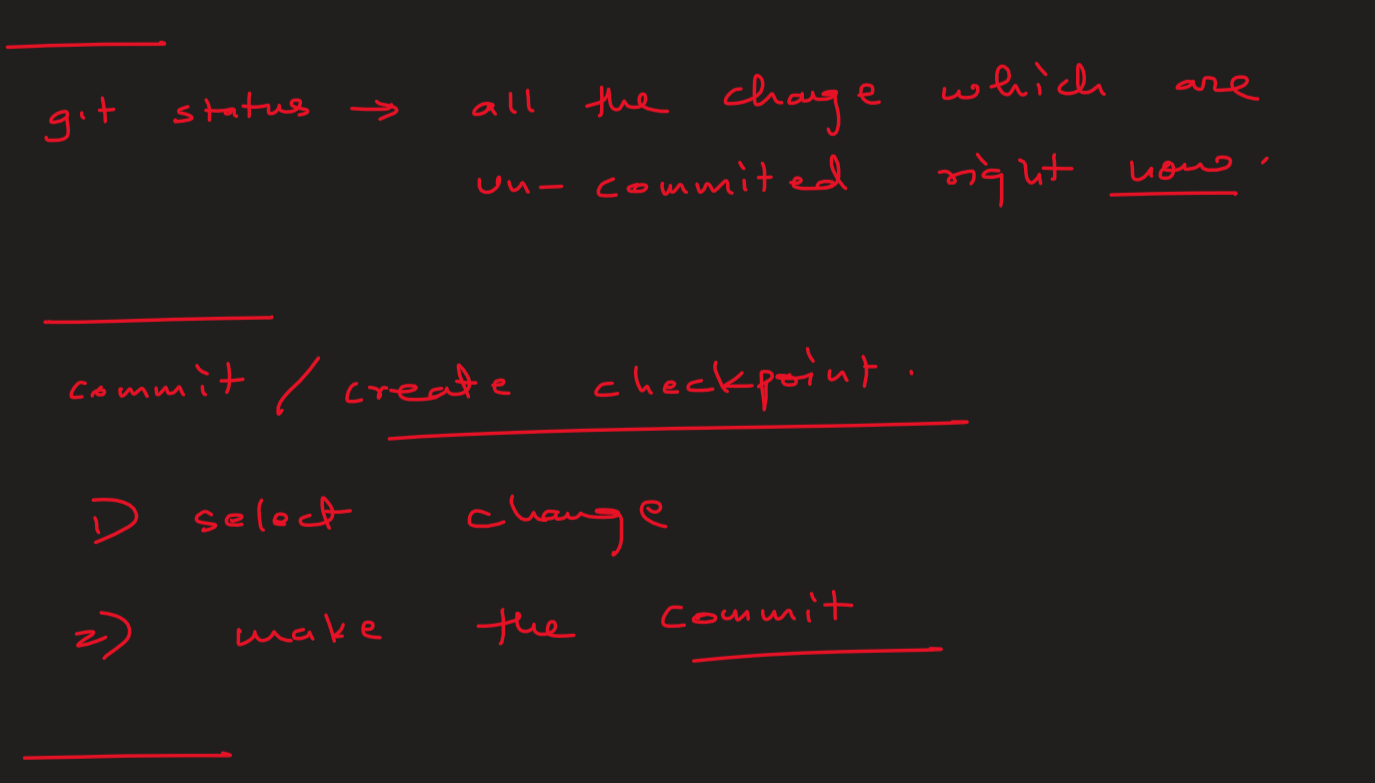 git status → all the change which are
un-commited right now.
commit / create checkpoint.
1) select change
2) make the commit